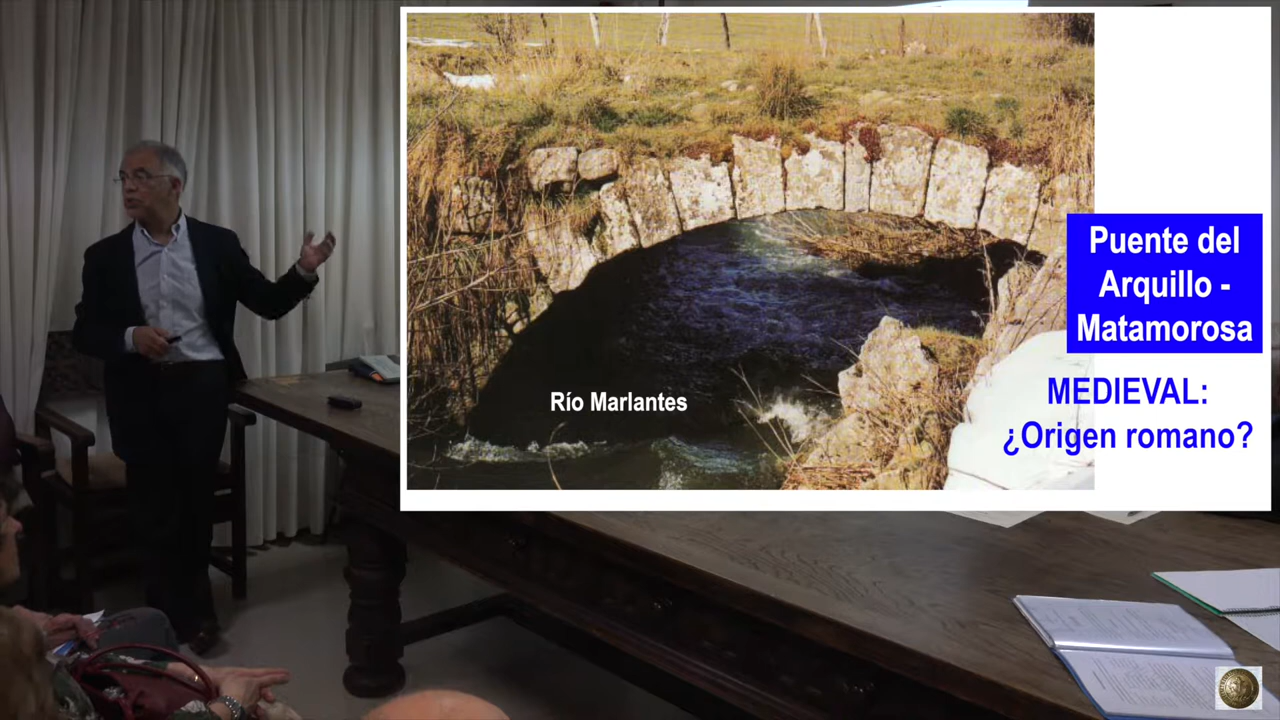 Puente del
Arquillo -
Matamorosa
MEDIEVAL:
¿Origen romano?
Río Marlantes